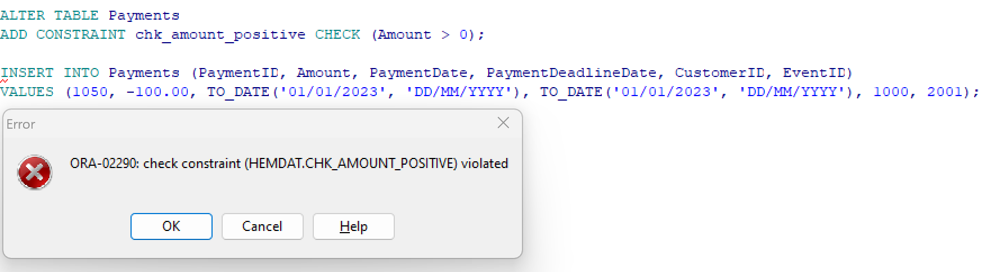 ALTER TABLE Payments
ADD CONSTRAINT chk_amount_positive CHECK (Amount > 0);
INSERT INTO Payments (PaymentID, Amount, PaymentDate, PaymentDeadlineDate, CustomerID, EventID)
VALUES (1050, -100.00, TO_DATE('01/01/2023', 'DD/MM/YYYY'), TO_DATE('01/01/2023', 'DD/MM/YYYY'), 1000, 2001);
Error
ORA-02290: check constraint (HEMDAT.CHK_AMOUNT_POSITIVE) violated
OK Cancel Help